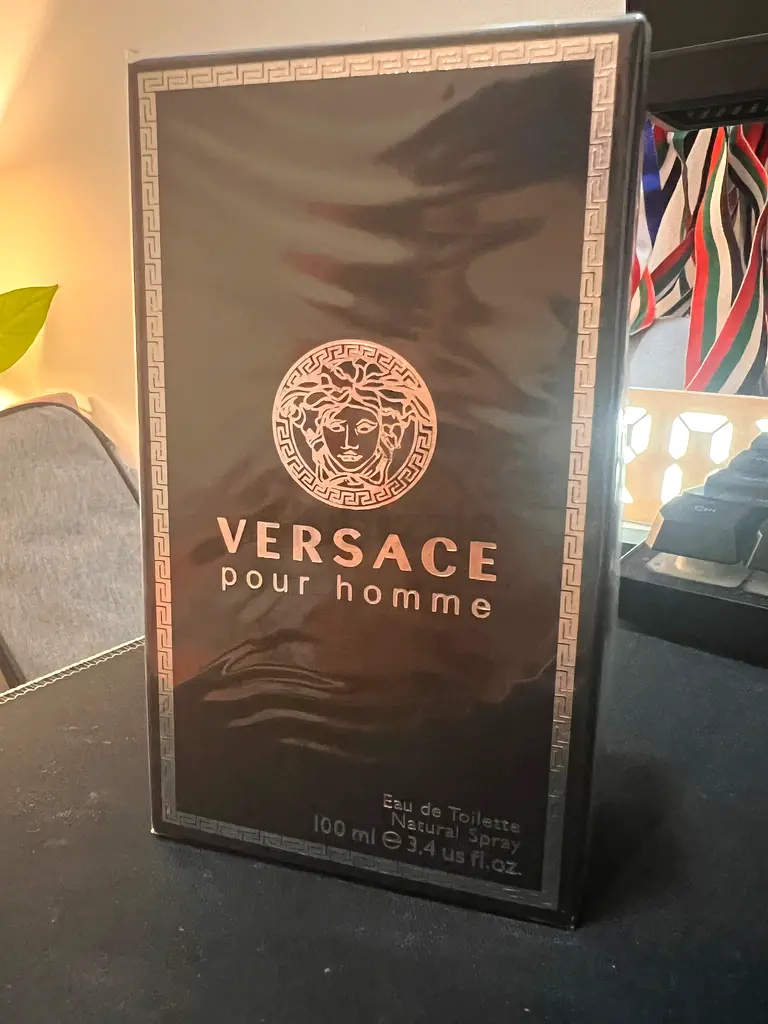 VERSACE
pour homme
Eau de Toilette
Natural Spray
100 ml ℮ 3,4 us fl.oz.